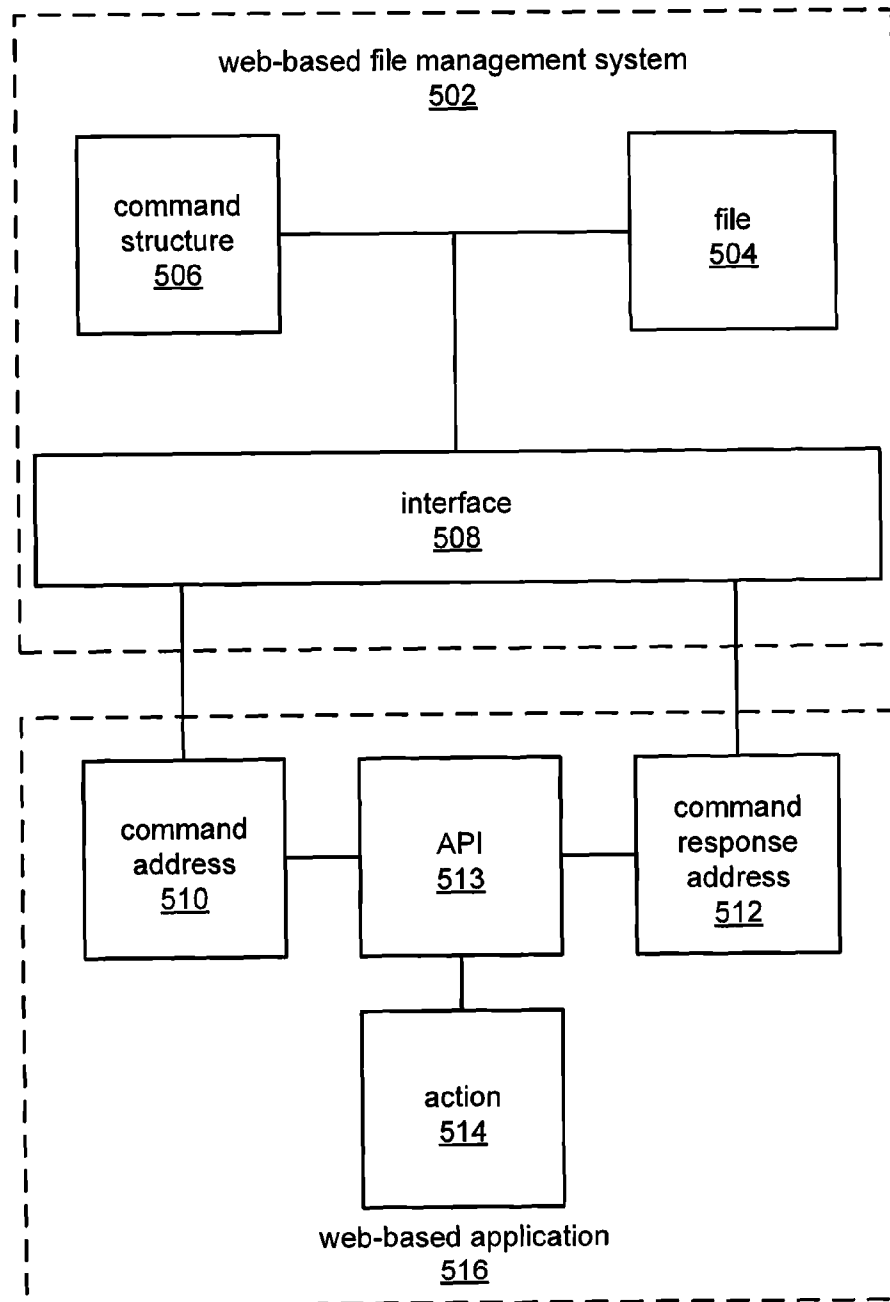 web-based file management system
502
command
structure
506
file
504
interface
508
command
address
510
API
513
command
response
address
512
action
514
web-based application
516